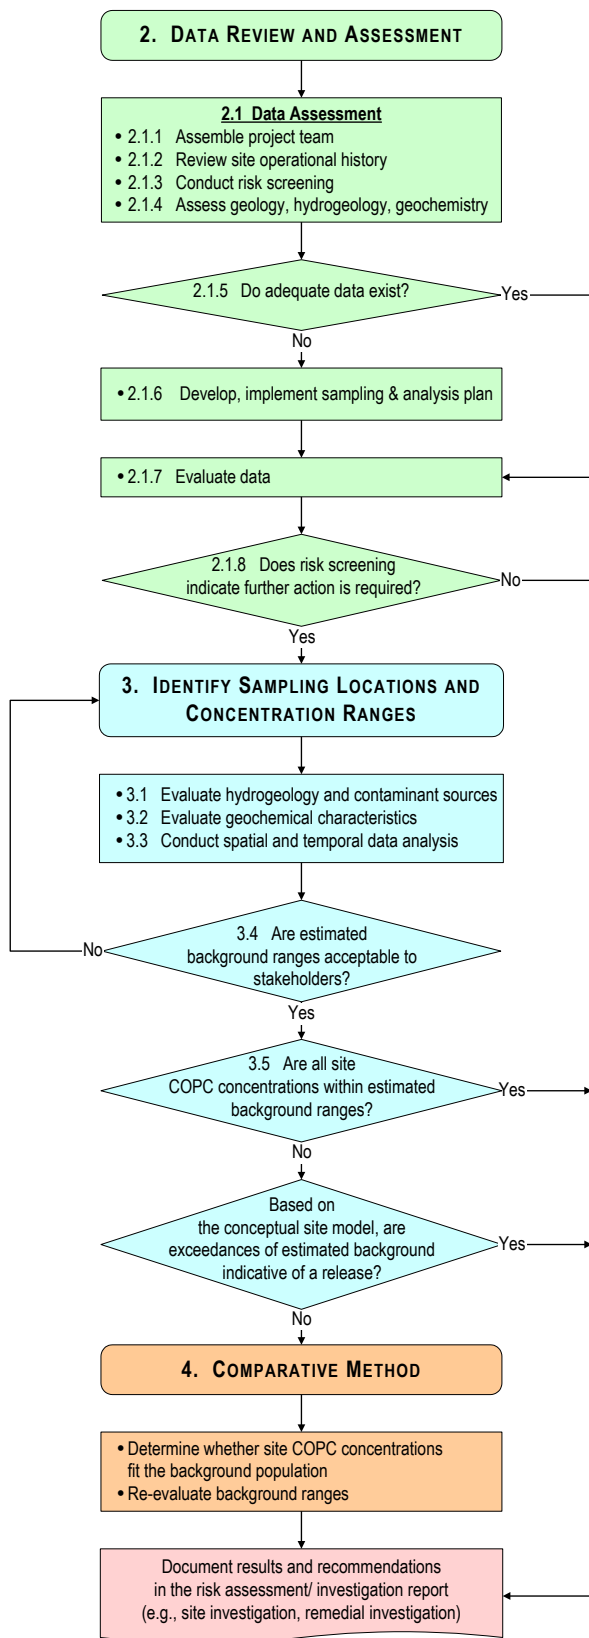 2. DATA REVIEW AND ASSESSMENT
2.1 Data Assessment
• 2.1.1 Assemble project team
• 2.1.2 Review site operational history
• 2.1.3 Conduct risk screening
• 2.1.4 Assess geology, hydrogeology, geochemistry
2.1.5 Do adequate data exist?
Yes
No
• 2.1.6 Develop, implement sampling & analysis plan
• 2.1.7 Evaluate data
2.1.8 Does risk screening
indicate further action is required?
No
Yes
3. IDENTIFY SAMPLING LOCATIONS AND
CONCENTRATION RANGES
• 3.1 Evaluate hydrogeology and contaminant sources
• 3.2 Evaluate geochemical characteristics
• 3.3 Conduct spatial and temporal data analysis
3.4 Are estimated
background ranges acceptable to
stakeholders?
No
Yes
3.5 Are all site
COPC concentrations within estimated
background ranges?
Yes
No
Based on
the conceptual site model, are
exceedances of estimated background
indicative of a release?
Yes
No
4. COMPARATIVE METHOD
• Determine whether site COPC concentrations
fit the background population
• Re-evaluate background ranges
Document results and recommendations
in the risk assessment/ investigation report
(e.g., site investigation, remedial investigation)